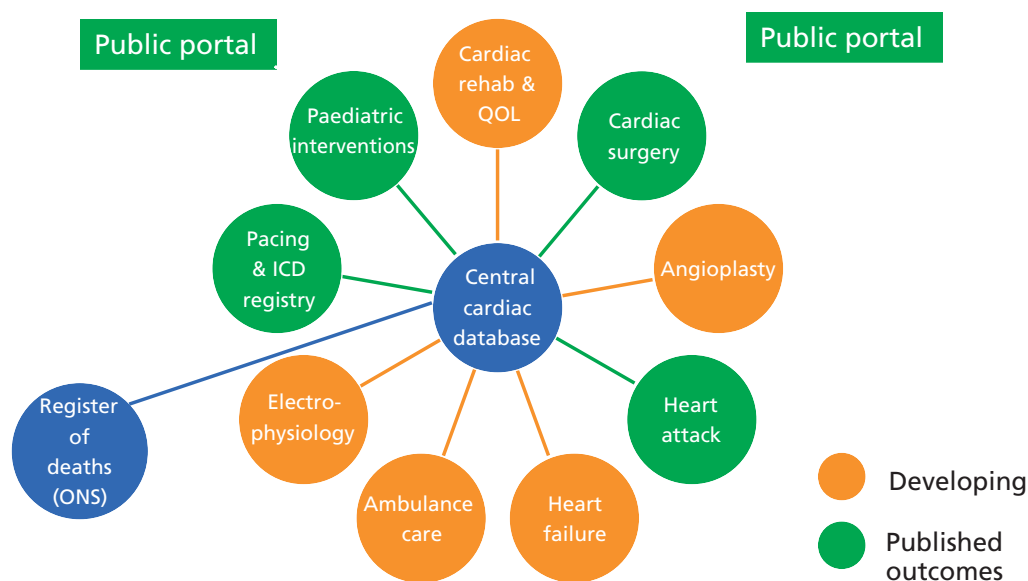 Public portal
Public portal
Cardiac
rehab &
QOL
Paediatric
interventions
Cardiac
surgery
Pacing
& ICD
registry
Central
cardiac
database
Angioplasty
Register
of
deaths
(ONS)
Electro-
physiology
Heart
attack
Ambulance
care
Heart
failure
Developing
Published
outcomes